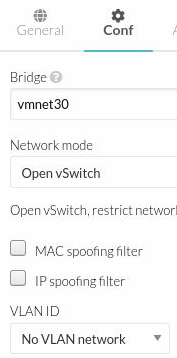 General
Conf
Bridge
vmnet30
Network mode
Open vSwitch
Open vSwitch, restrict network
MAC spoofing filter
IP spoofing filter
VLAN ID
No VLAN network